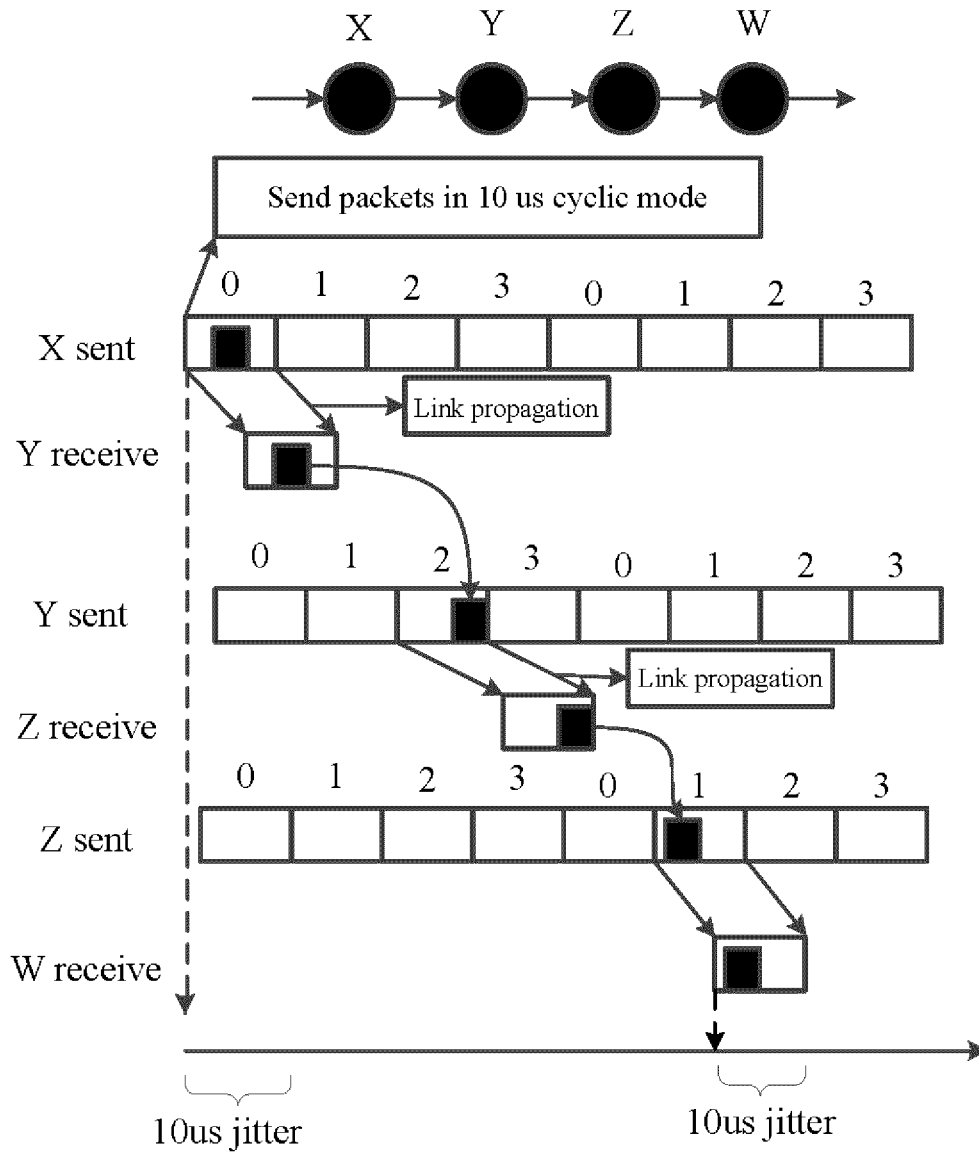 X Y Z W
Send packets in 10 us cyclic mode
0 1 2 3 0 1 2 3
X sent
Link propagation
Y receive
0 1 2 3 0 1 2 3
Y sent
Link propagation
Z receive
0 1 2 3 0 1 2 3
Z sent
W receive
10us jitter 10us jitter